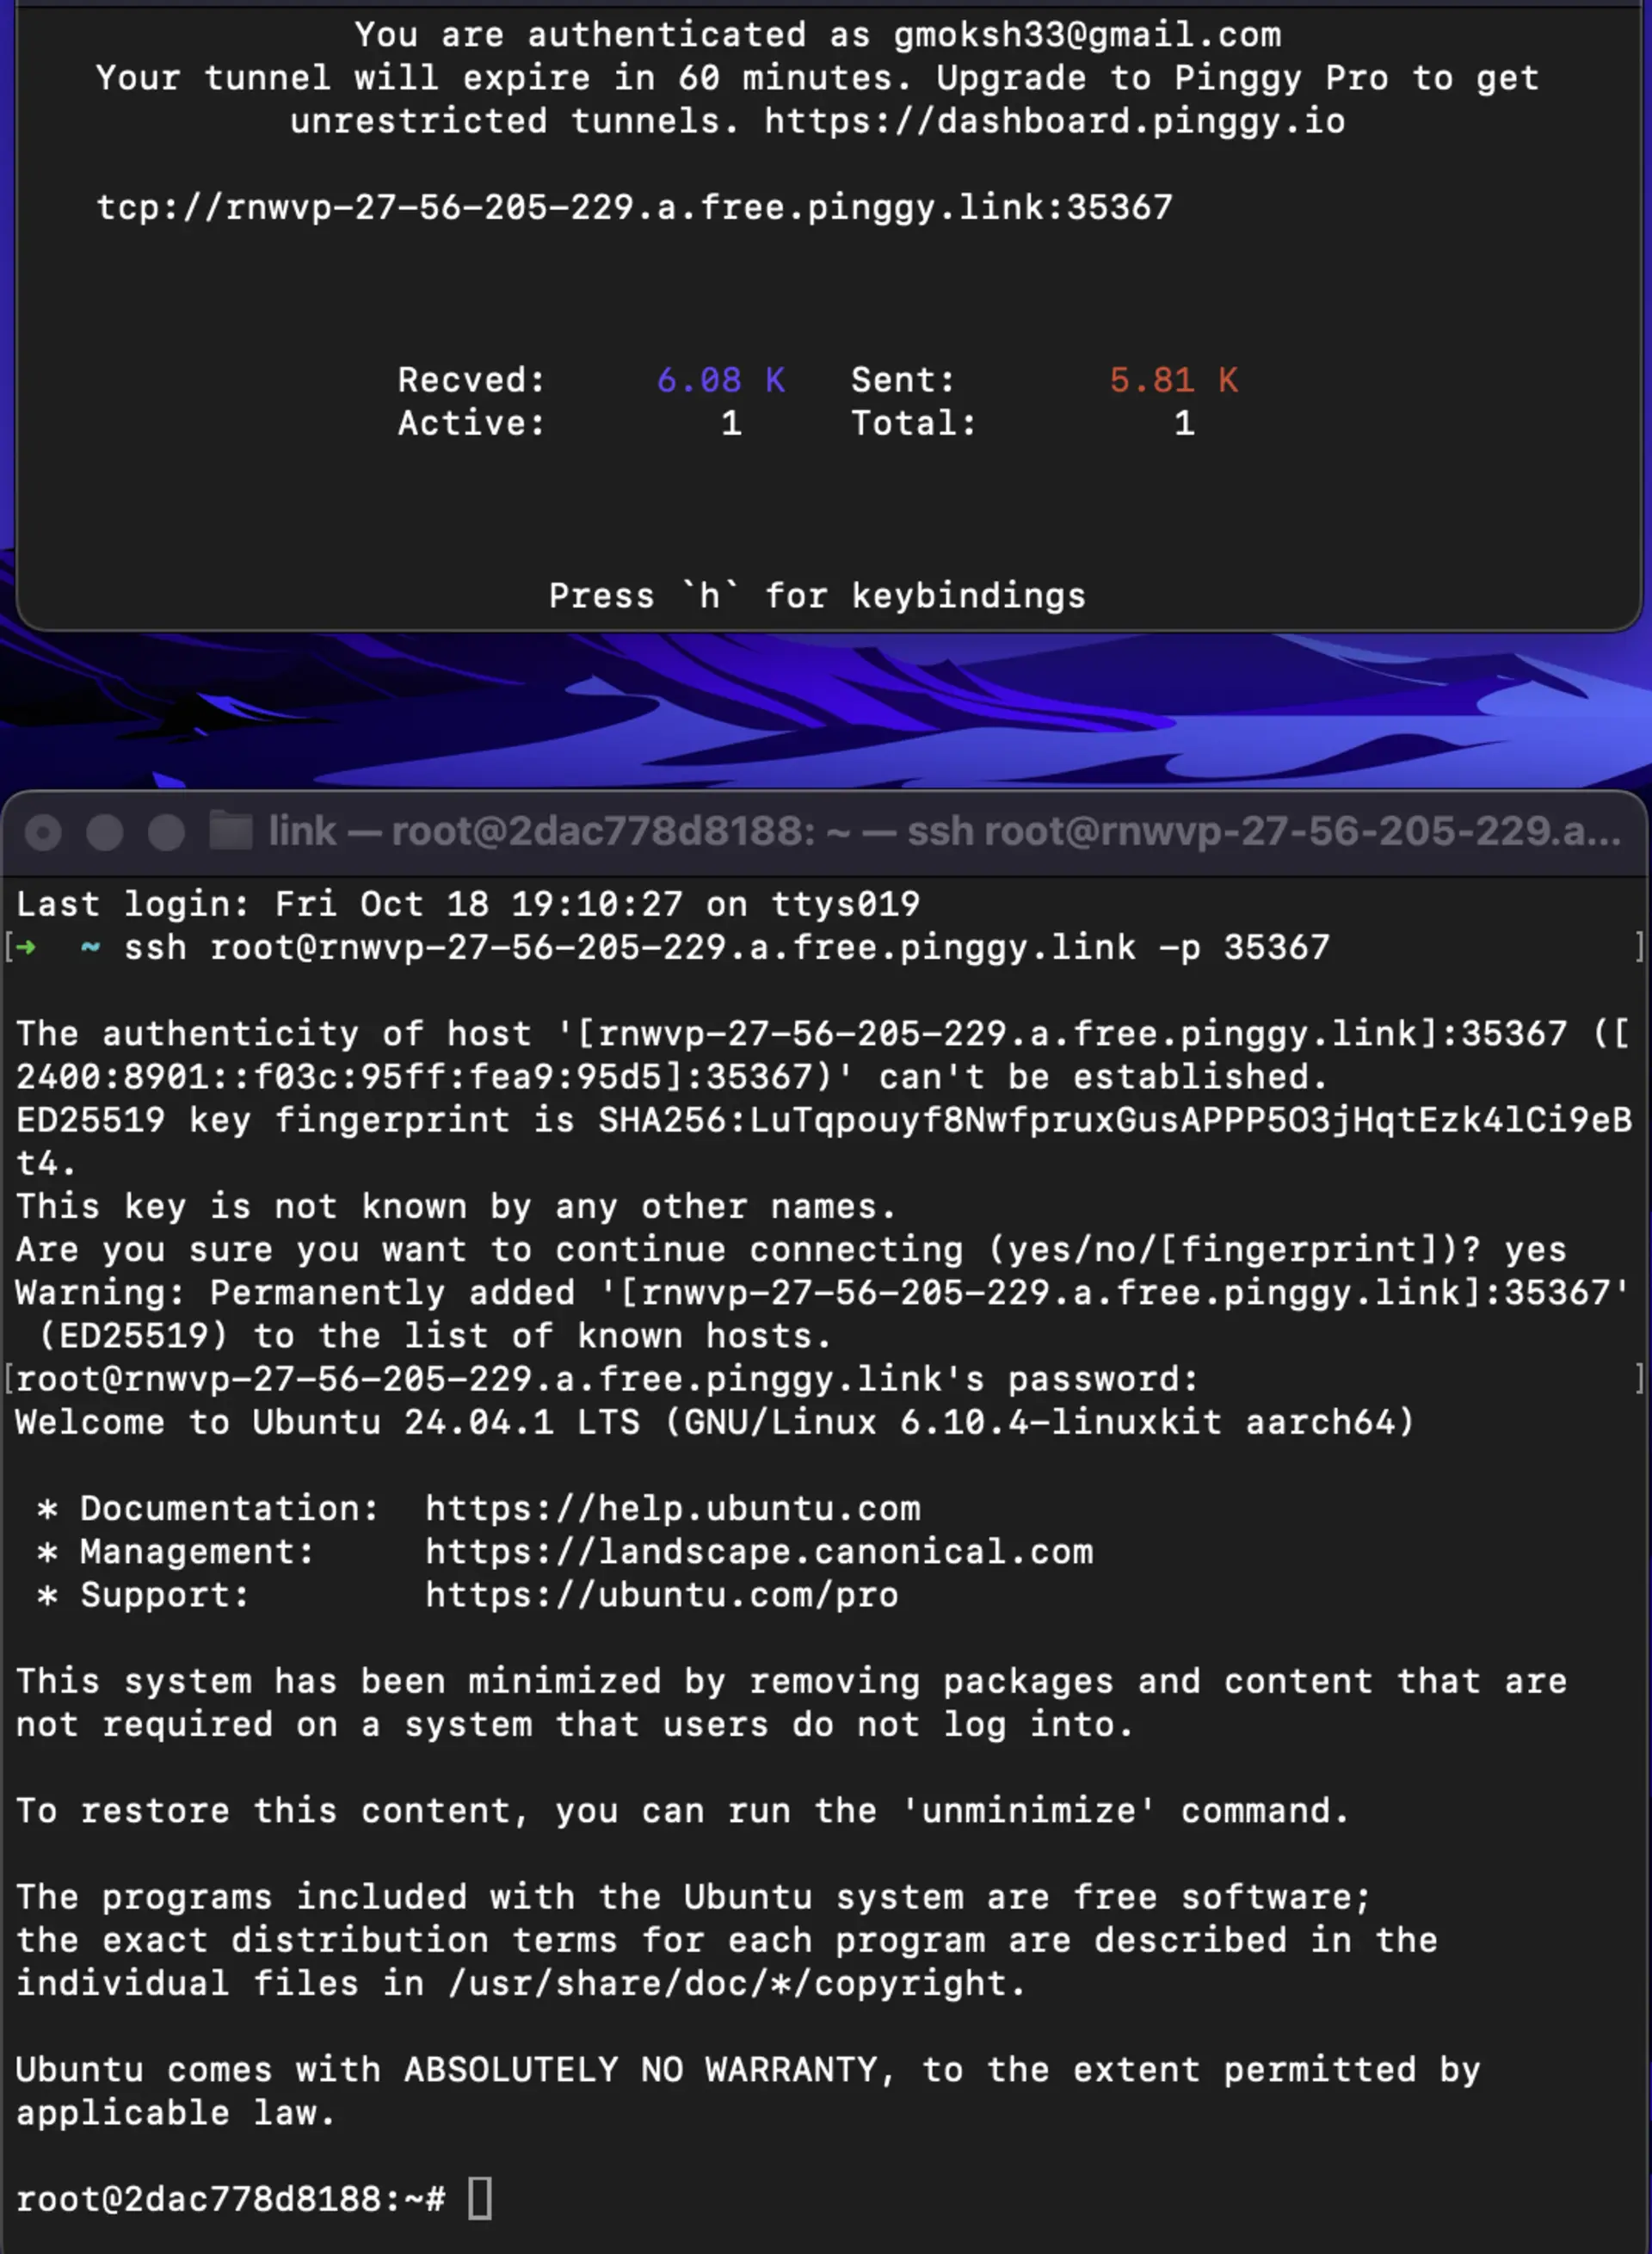 You are authenticated as gmoksh33@gmail.com
Your tunnel will expire in 60 minutes. Upgrade to Pinggy Pro to get
unrestricted tunnels. https://dashboard.pinggy.io
tcp://rnwvp-27-56-205-229.a.free.pinggy.link:35367
Recved: 6.08 K Sent: 5.81 K
Active: 1 Total: 1
Press `h` for keybindings
link — root@2dac778d8188: ~ — ssh root@rnwvp-27-56-205-229.a...
Last login: Fri Oct 18 19:10:27 on ttys019
[➜ ~ ssh root@rnwvp-27-56-205-229.a.free.pinggy.link -p 35367 ]
The authenticity of host '[rnwvp-27-56-205-229.a.free.pinggy.link]:35367 ([
2400:8901::f03c:95ff:fea9:95d5]:35367)' can't be established.
ED25519 key fingerprint is SHA256:LuTqpouyf8NwfpruxGusAPPP5O3jHqtEzk4lCi9eB
t4.
This key is not known by any other names.
Are you sure you want to continue connecting (yes/no/[fingerprint])? yes
Warning: Permanently added '[rnwvp-27-56-205-229.a.free.pinggy.link]:35367'
(ED25519) to the list of known hosts.
[root@rnwvp-27-56-205-229.a.free.pinggy.link's password: ]
Welcome to Ubuntu 24.04.1 LTS (GNU/Linux 6.10.4-linuxkit aarch64)
* Documentation: https://help.ubuntu.com
* Management: https://landscape.canonical.com
* Support: https://ubuntu.com/pro
This system has been minimized by removing packages and content that are
not required on a system that users do not log into.
To restore this content, you can run the 'unminimize' command.
The programs included with the Ubuntu system are free software;
the exact distribution terms for each program are described in the
individual files in /usr/share/doc/*/copyright.
Ubuntu comes with ABSOLUTELY NO WARRANTY, to the extent permitted by
applicable law.
root@2dac778d8188:~#